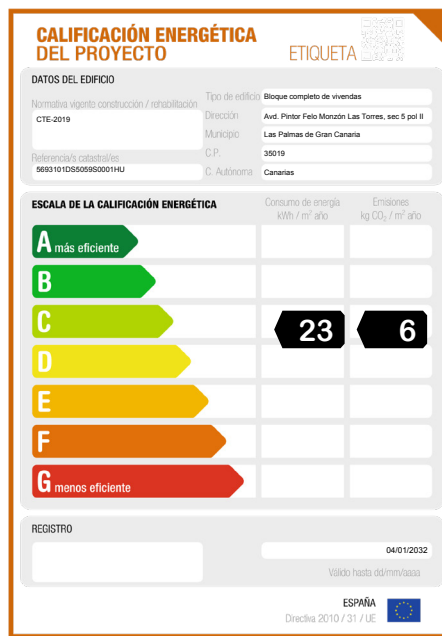 CALIFICACIÓN ENERGÉTICA
DEL PROYECTO
ETIQUETA
DATOS DEL EDIFICIO
Normativa vigente construcción / rehabilitación
CTE-2019
Referencia/s catastral/es
5693101DS5059S0001HU
Tipo de edificio Bloque completo de viviendas
Dirección Avd. Pintor Felo Monzón Las Torres, sec 5 pol II
Municipio Las Palmas de Gran Canaria
C.P. 35019
C. Autónoma Canarias
ESCALA DE LA CALIFICACIÓN ENERGÉTICA
Consumo de energía
kWh / m² año
Emisiones
kg CO₂ / m² año
A más eficiente
B
C 23 6
D
E
F
G menos eficiente
REGISTRO
04/01/2032
Válido hasta dd/mm/aaaa
ESPAÑA
Directiva 2010 / 31 / UE